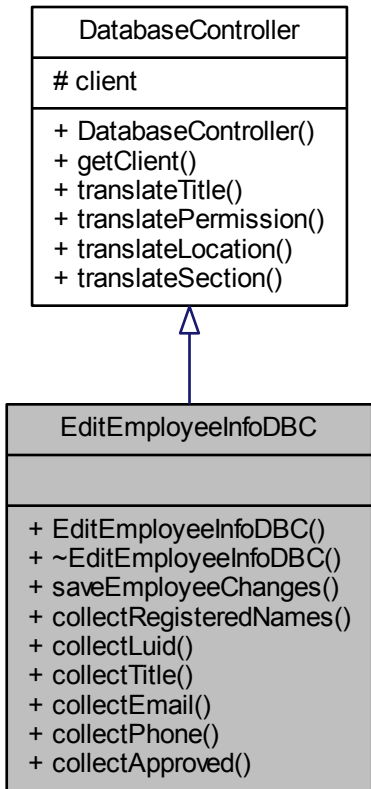 DatabaseController
# client
+ DatabaseController()
+ getClient()
+ translateTitle()
+ translatePermission()
+ translateLocation()
+ translateSection()
EditEmployeeInfoDBC
+ EditEmployeeInfoDBC()
+ ~EditEmployeeInfoDBC()
+ saveEmployeeChanges()
+ collectRegisteredNames()
+ collectLuid()
+ collectTitle()
+ collectEmail()
+ collectPhone()
+ collectApproved()